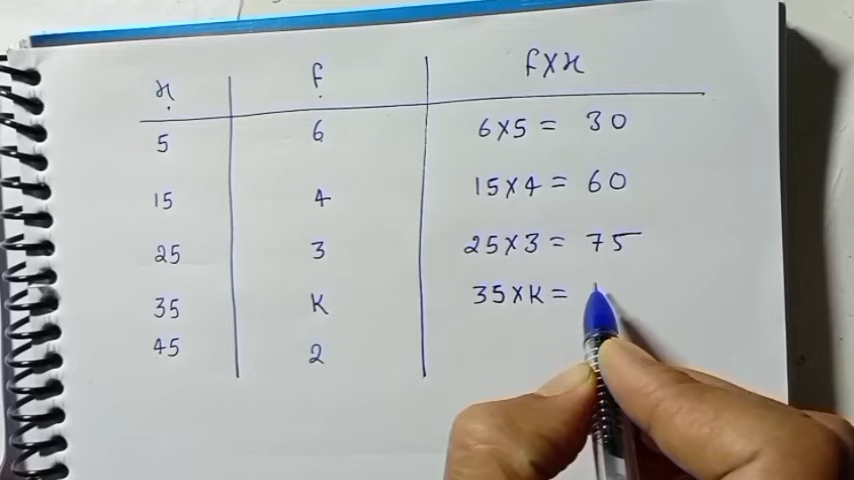 x f f×x
5 6 6×5 = 30
15 4 15×4 = 60
25 3 25×3 = 75
35 K 35×K =
45 2